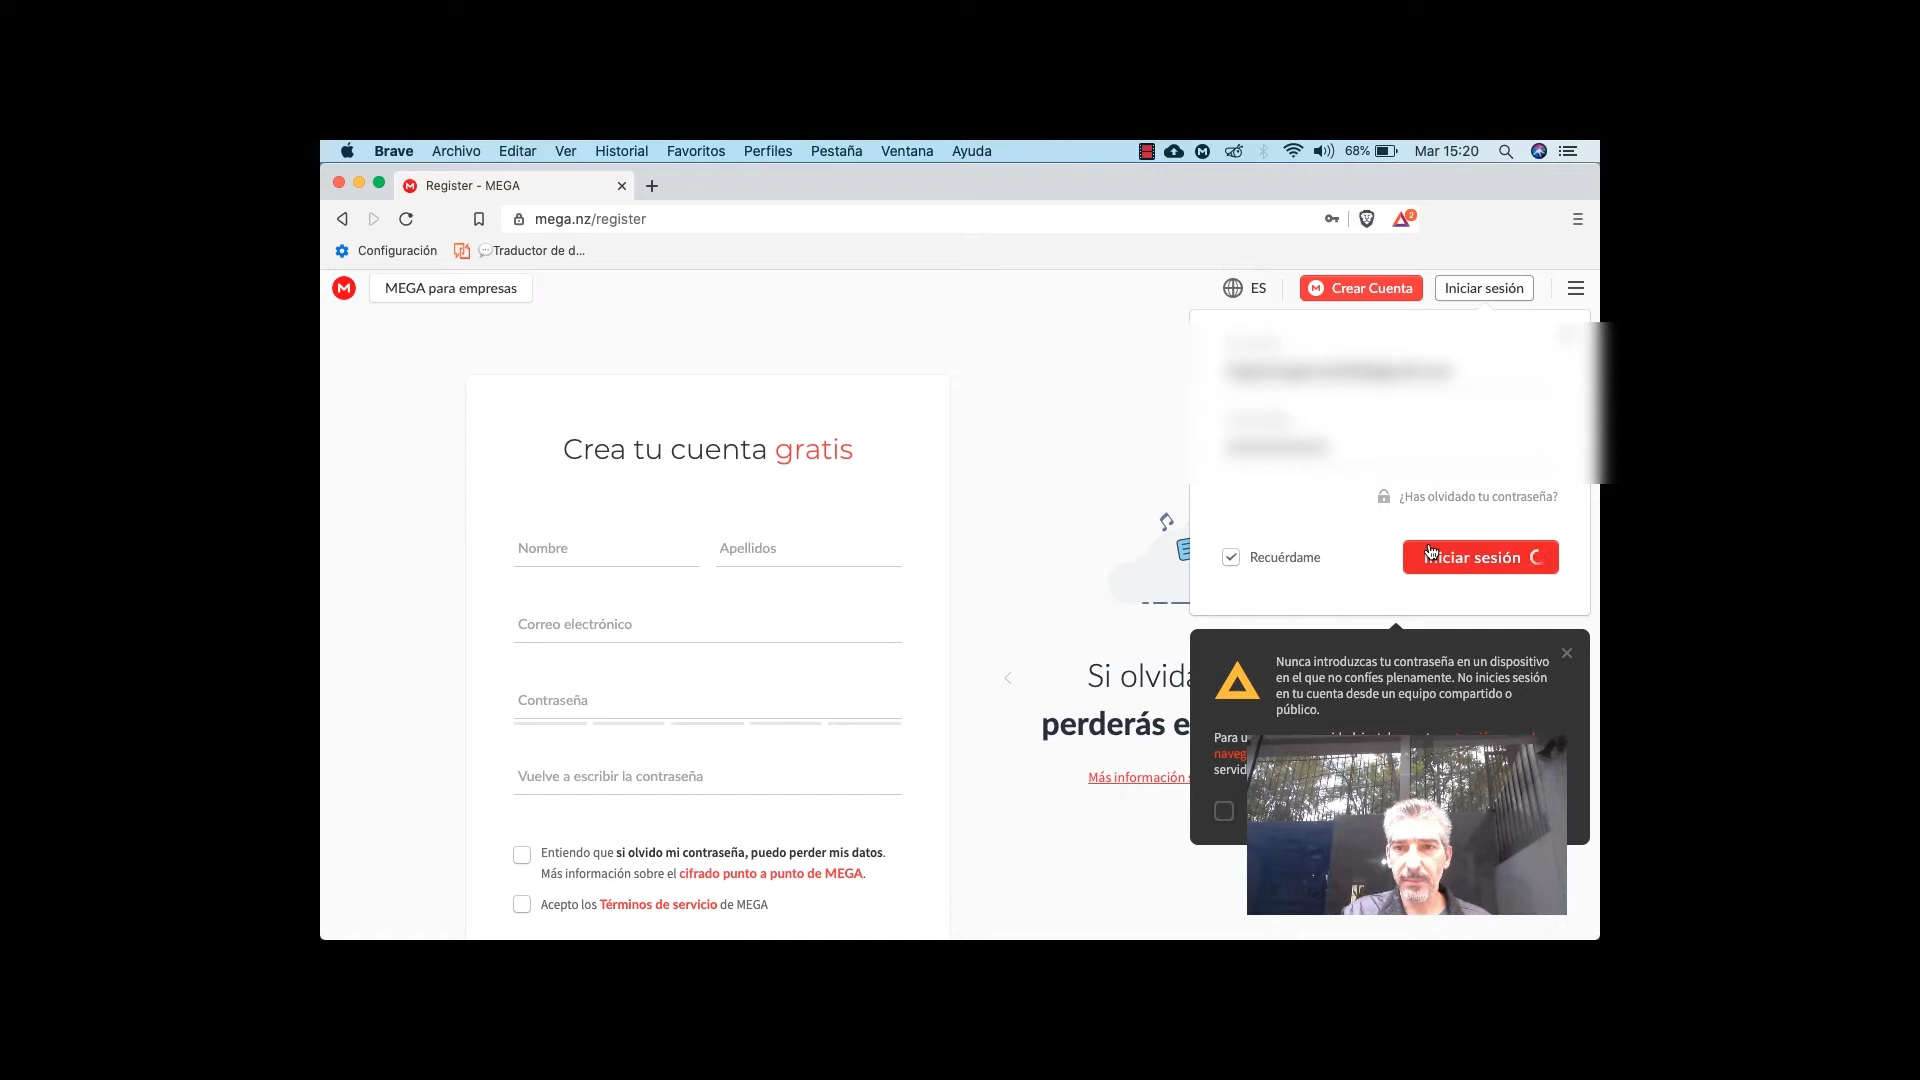 Brave Archivo Editar Ver Historial Favoritos Perfiles Pestaña Ventana Ayuda 68% Mar 15:20
Register - MEGA
mega.nz/register 2
Configuración Traductor de d...
MEGA para empresas ES Crear Cuenta Iniciar sesión
Crea tu cuenta gratis
Nombre Apellidos
Correo electrónico
Contraseña
Vuelve a escribir la contraseña
Entiendo que si olvido mi contraseña, puedo perder mis datos.
Más información sobre el cifrado punto a punto de MEGA.
Acepto los Términos de servicio de MEGA
Si olvida
perderás e
Más información s
¿Has olvidado tu contraseña?
Recuérdame
Iniciar sesión
Nunca introduzcas tu contraseña en un dispositivo
en el que no confíes plenamente. No inicies sesión
en tu cuenta desde un equipo compartido o
público.
Para u
naveg
servid